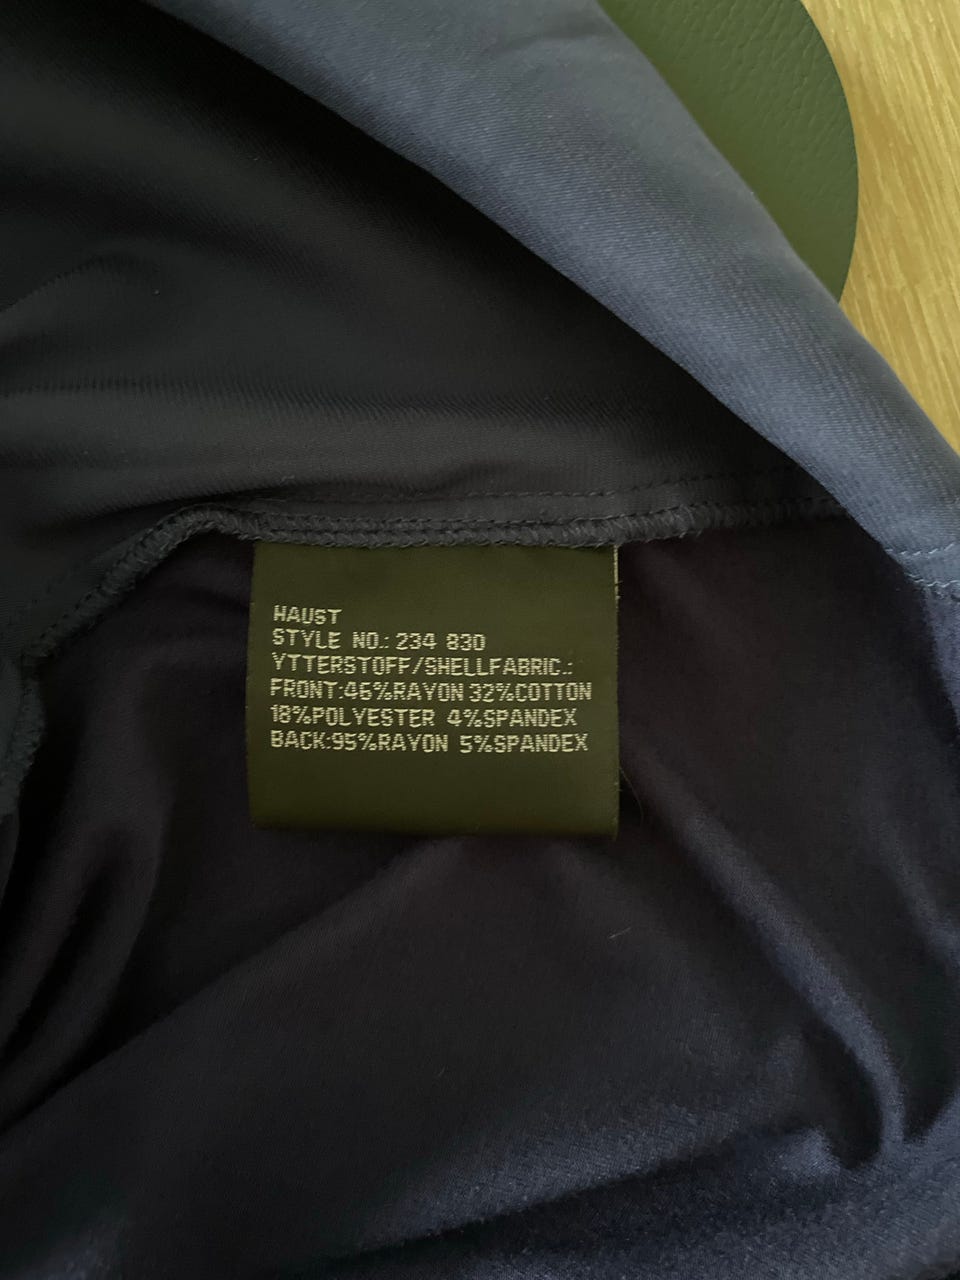 HAUST
STYLE NO.: 234 830
YTTERSTOFF/SHELLFABRIC.:
FRONT:46%RAYON 32%COTTON
18%POLYESTER 4%SPANDEX
BACK:95%RAYON 5%SPANDEX